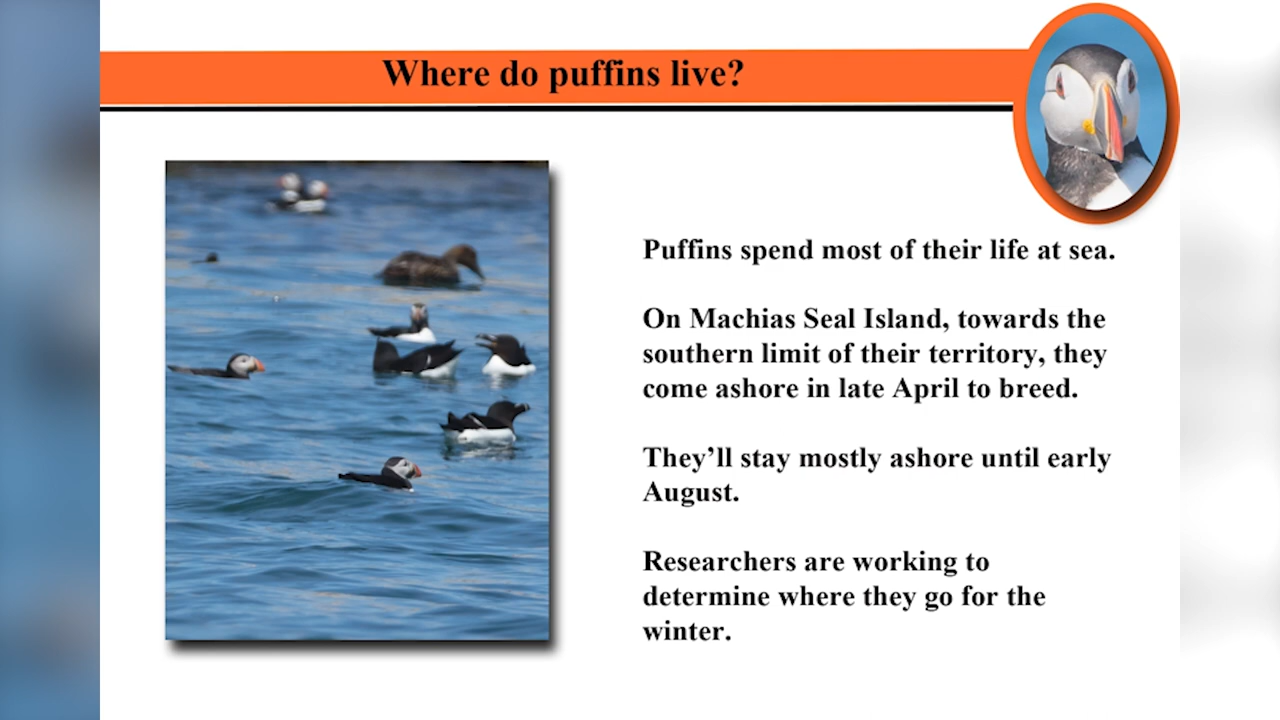 Where do puffins live?
Puffins spend most of their life at sea.
On Machias Seal Island, towards the
southern limit of their territory, they
come ashore in late April to breed.
They’ll stay mostly ashore until early
August.
Researchers are working to
determine where they go for the
winter.